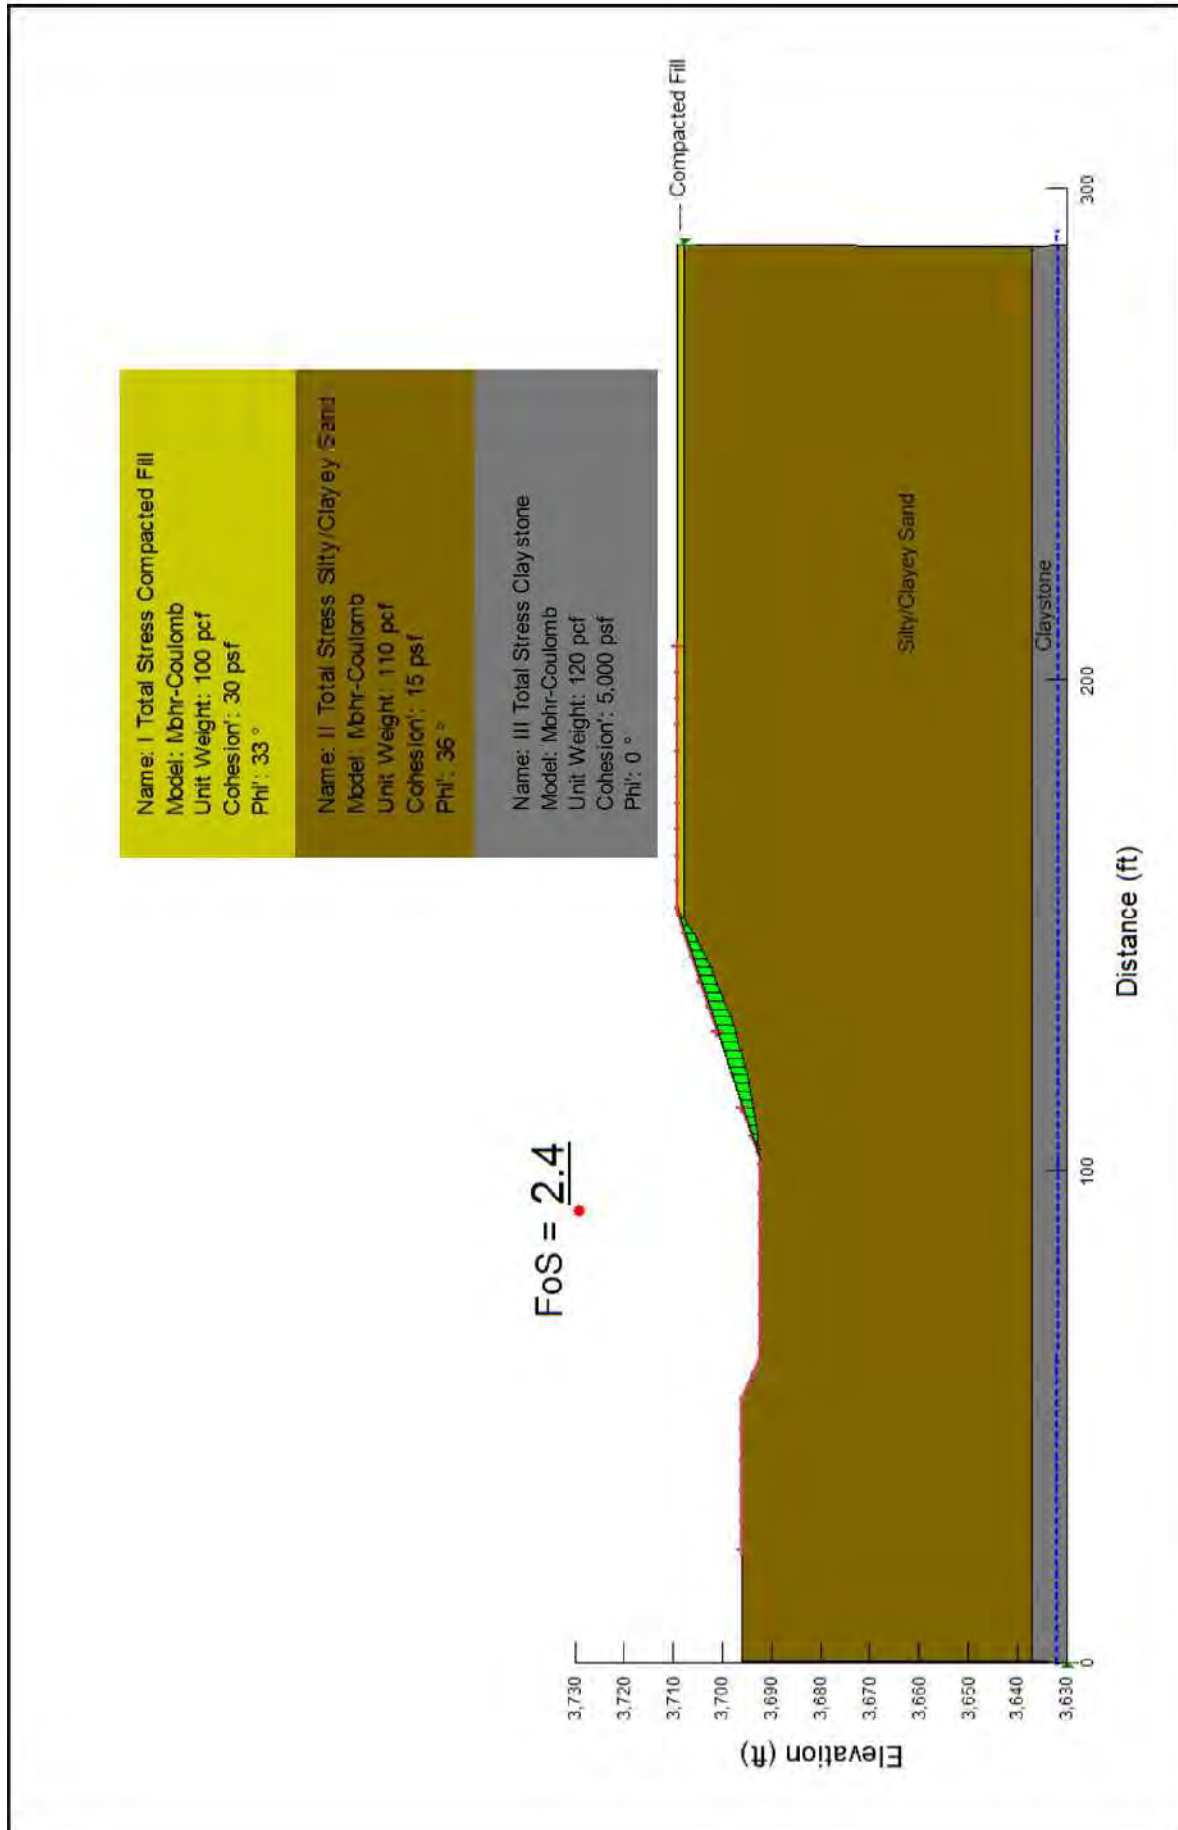 Name: I Total Stress Compacted Fill
Model: Mohr-Coulomb
Unit Weight: 100 pcf
Cohesion': 30 psf
Phi': 33 °
Name: II Total Stress Silty/Clayey Sand
Model: Mohr-Coulomb
Unit Weight: 110 pcf
Cohesion': 15 psf
Phi': 36 °
Name: III Total Stress Claystone
Model: Mohr-Coulomb
Unit Weight: 120 pcf
Cohesion': 5,000 psf
Phi': 0 °
FoS = 2.4
Compacted Fill
Silty/Clayey Sand
Claystone
Elevation (ft)
3,730
3,720
3,710
3,700
3,690
3,680
3,670
3,660
3,650
3,640
3,630
0
100
200
300
Distance (ft)